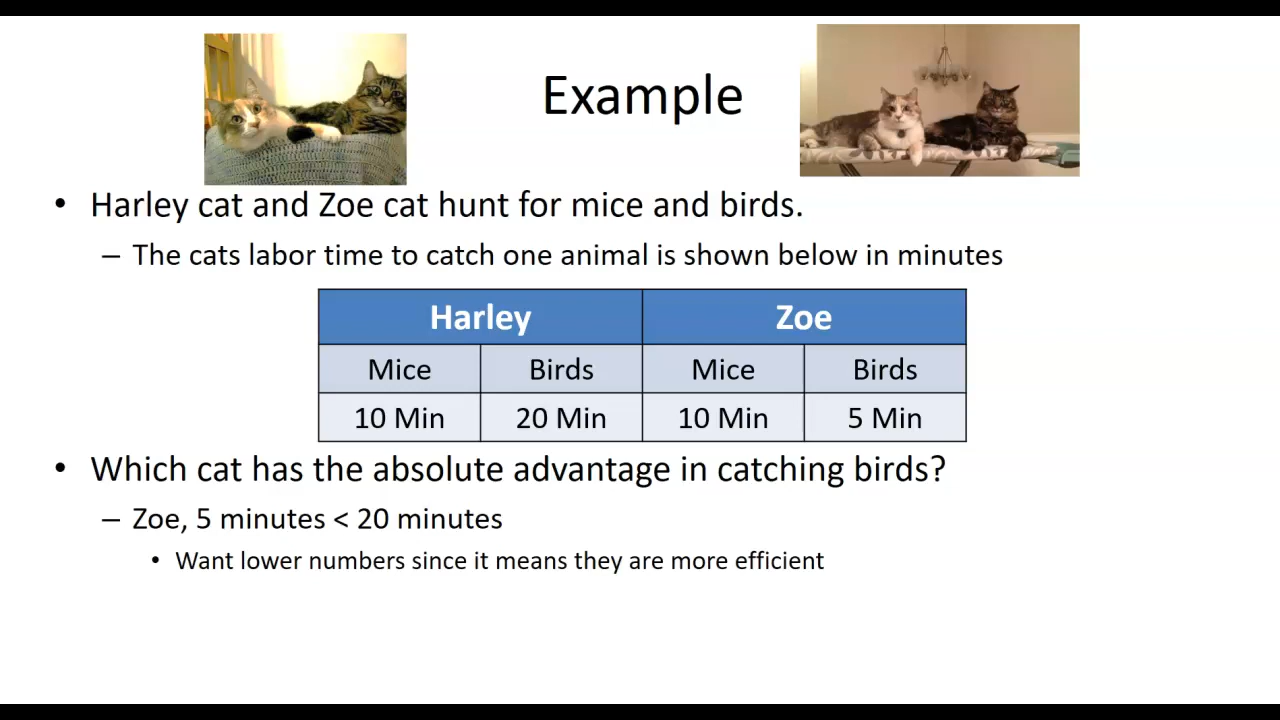 Example
• Harley cat and Zoe cat hunt for mice and birds.
– The cats labor time to catch one animal is shown below in minutes
Harley Zoe
Mice Birds Mice Birds
10 Min 20 Min 10 Min 5 Min
• Which cat has the absolute advantage in catching birds?
– Zoe, 5 minutes < 20 minutes
• Want lower numbers since it means they are more efficient